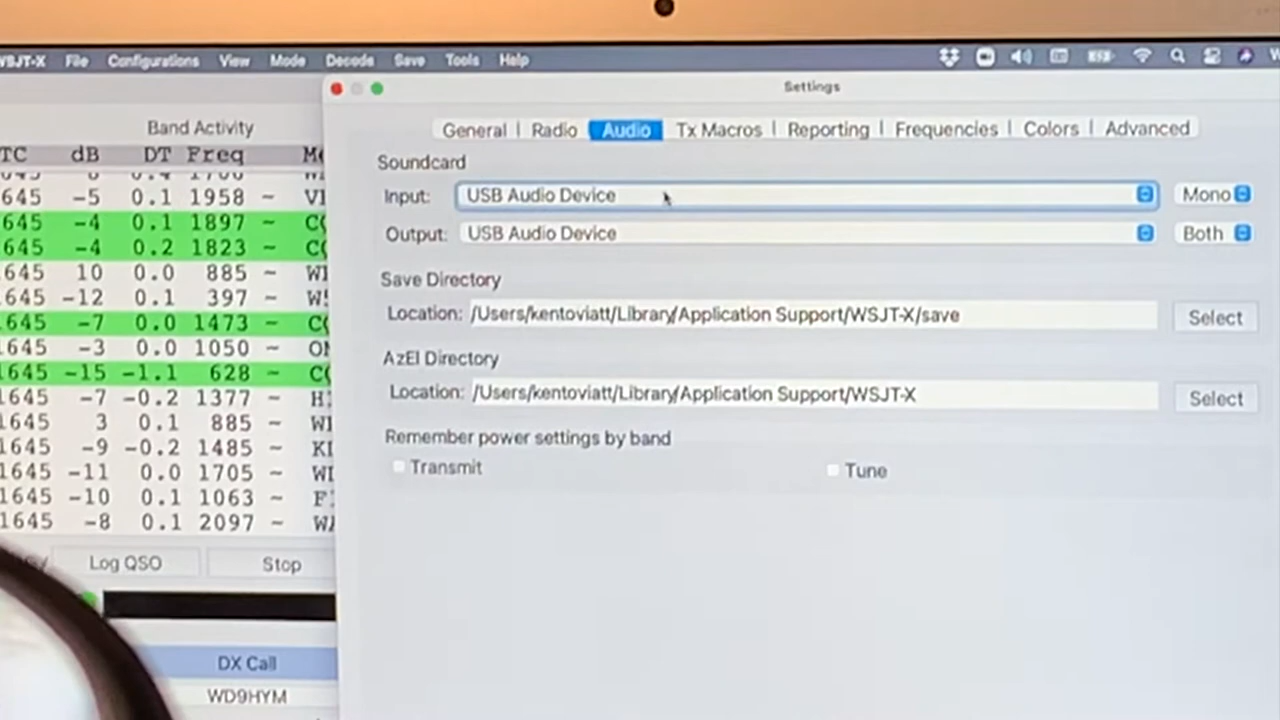 WSJT-X File Configurations View Mode Decode Save Tools Help
Settings
General Radio Audio Tx Macros Reporting Frequencies Colors Advanced
Soundcard
Input: USB Audio Device Mono
Output: USB Audio Device Both
Save Directory
Location: /Users/kentoviatt/Library/Application Support/WSJT-X/save Select
AzEl Directory
Location: /Users/kentoviatt/Library/Application Support/WSJT-X Select
Remember power settings by band
Transmit Tune
Band Activity
TC dB DT Freq
645 -5 0.1 1958 ~
645 -4 0.1 1897 ~
645 -4 0.2 1823 ~
645 10 0.0 885 ~
645 -12 0.1 397 ~
645 -7 0.0 1473 ~
645 -3 0.0 1050 ~
645 -15 -1.1 628 ~
645 -7 -0.2 1377 ~
645 3 0.1 885 ~
1645 -9 -0.2 1485 ~
1645 -11 0.0 1705 ~
1645 -10 0.1 1063 ~
1645 -8 0.1 2097 ~
Log QSO Stop
DX Call
WD9HYM